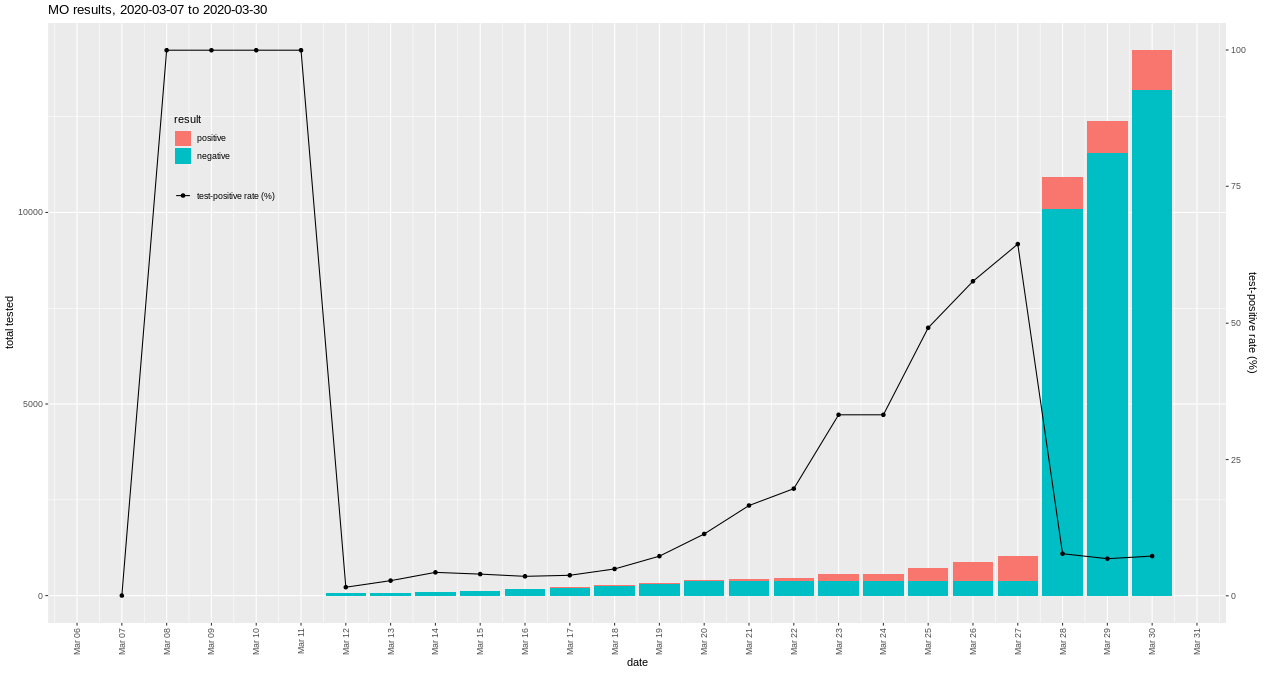 MO results, 2020-03-07 to 2020-03-30
result
positive
negative
test-positive rate (%)
total tested
10000
5000
0
100
75
50
25
0
test-positive rate (%)
Mar 06
Mar 07
Mar 08
Mar 09
Mar 10
Mar 11
Mar 12
Mar 13
Mar 14
Mar 15
Mar 16
Mar 17
Mar 18
Mar 19
Mar 20
Mar 21
Mar 22
Mar 23
Mar 24
Mar 25
Mar 26
Mar 27
Mar 28
Mar 29
Mar 30
Mar 31
date